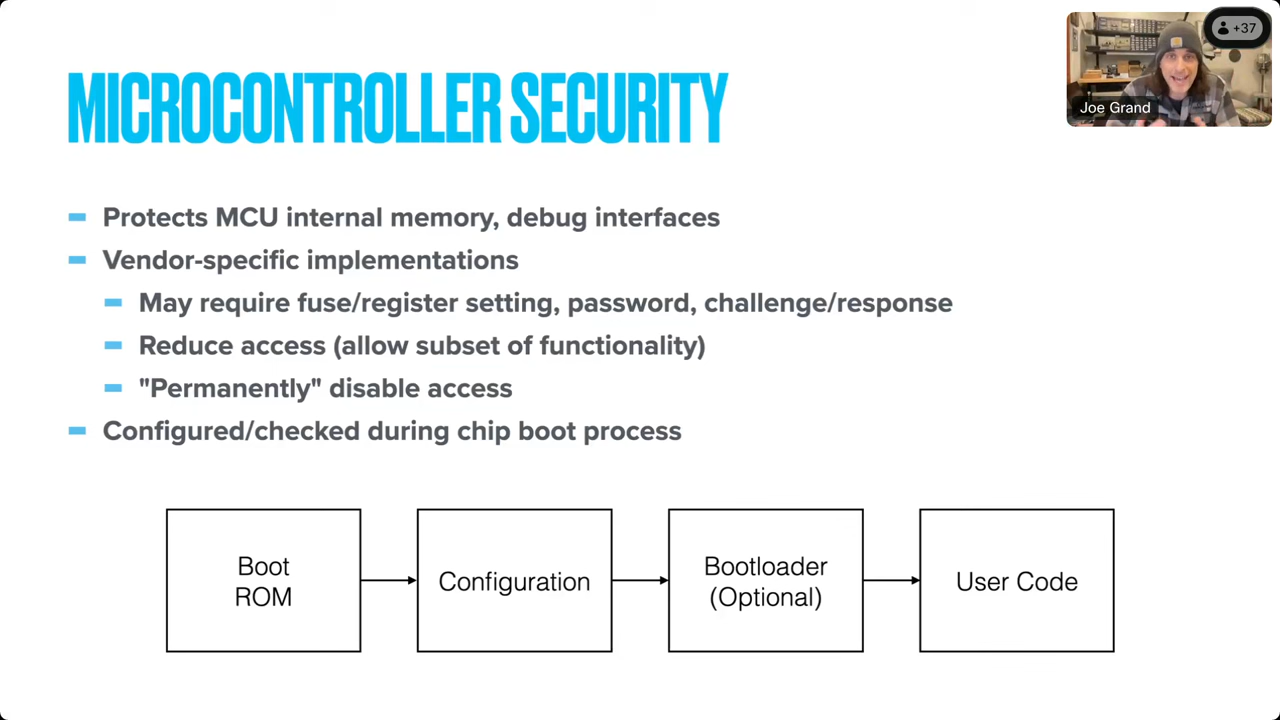 MICROCONTROLLER SECURITY
+37
Joe Grand
Protects MCU internal memory, debug interfaces
Vendor-specific implementations
May require fuse/register setting, password, challenge/response
Reduce access (allow subset of functionality)
"Permanently" disable access
Configured/checked during chip boot process
Boot
ROM
Configuration
Bootloader
(Optional)
User Code